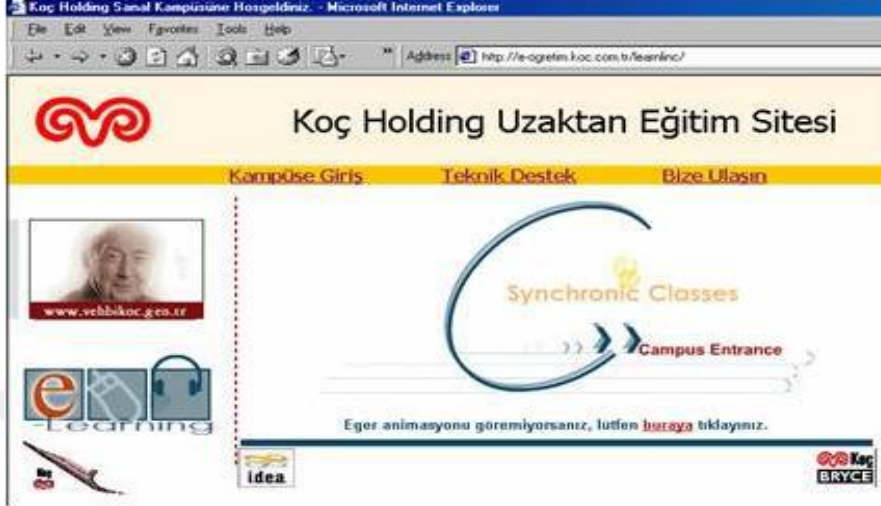 Koç Holding Sanal Kampüsüne Hosgeldiniz. - Microsoft Internet Explorer
File Edit View Favorites Tools Help
Address http://e-ogretim.koc.com.tr/learnlinc/
Koç Holding Uzaktan Eğitim Sitesi
Kampüse Giriş Teknik Destek Bize Ulaşın
www.vehbikoc.gen.tr
Synchronic Classes
Campus Entrance
e
-Learning
Eger animasyonu göremiyorsanız, lütfen buraya tıklayınız.
Koç
idea
Koç
BRYCE